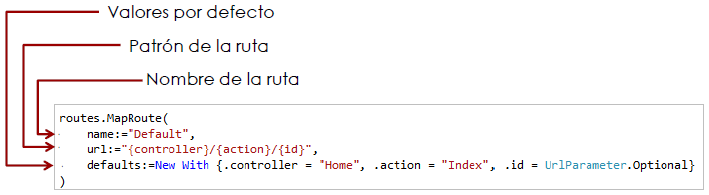 Valores por defecto
Patrón de la ruta
Nombre de la ruta
routes.MapRoute(
name:="Default",
url:="{controller}/{action}/{id}",
defaults:=New With {.controller = "Home", .action = "Index", .id = UrlParameter.Optional}
)